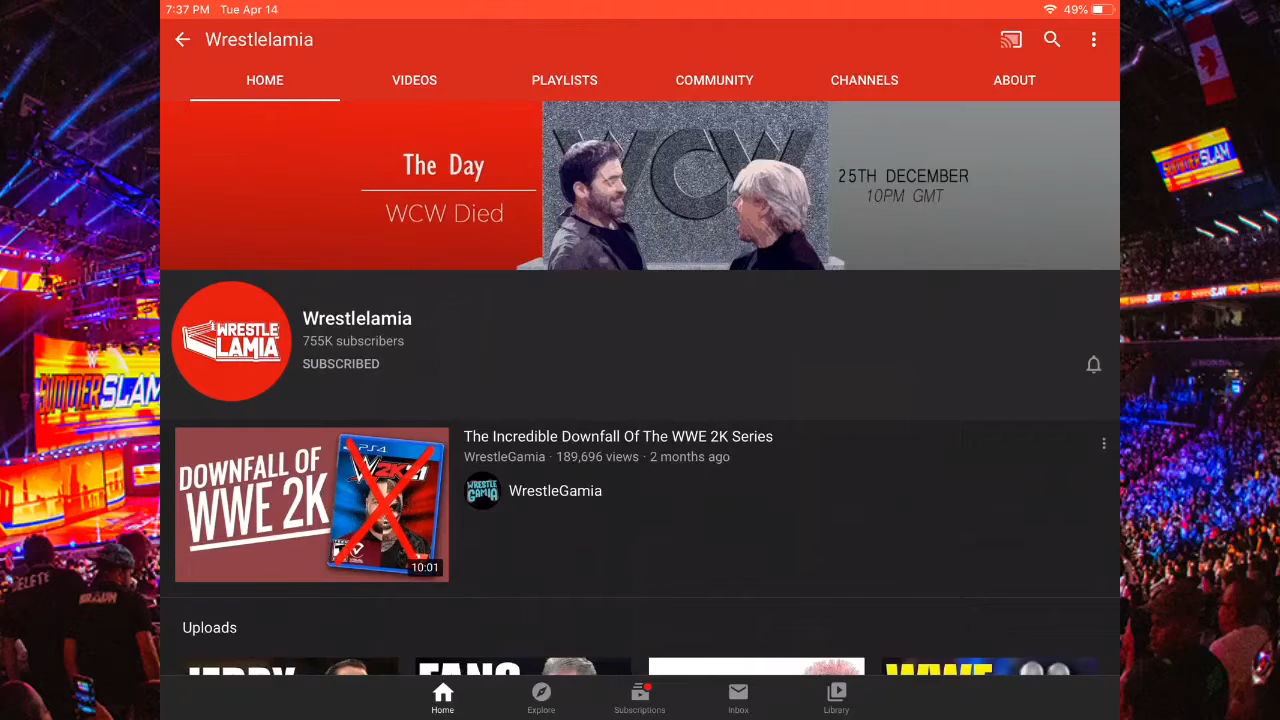 7:37 PM Tue Apr 14
49%
Wrestlelamia
HOME
VIDEOS
PLAYLISTS
COMMUNITY
CHANNELS
ABOUT
The Day
WCW Died
WCW
25TH DECEMBER
10PM GMT
WRESTLE
LAMIA
Wrestlelamia
755K subscribers
SUBSCRIBED
DOWNFALL OF
WWE 2K
PS4
10:01
The Incredible Downfall Of The WWE 2K Series
WrestleGamia · 189,696 views · 2 months ago
WRESTLE
GAMIA
WrestleGamia
Uploads
WWE
Home
Explore
Subscriptions
Inbox
Library
SUMMERSLAM
SUMMERSLAM
DELETE
BRAUN